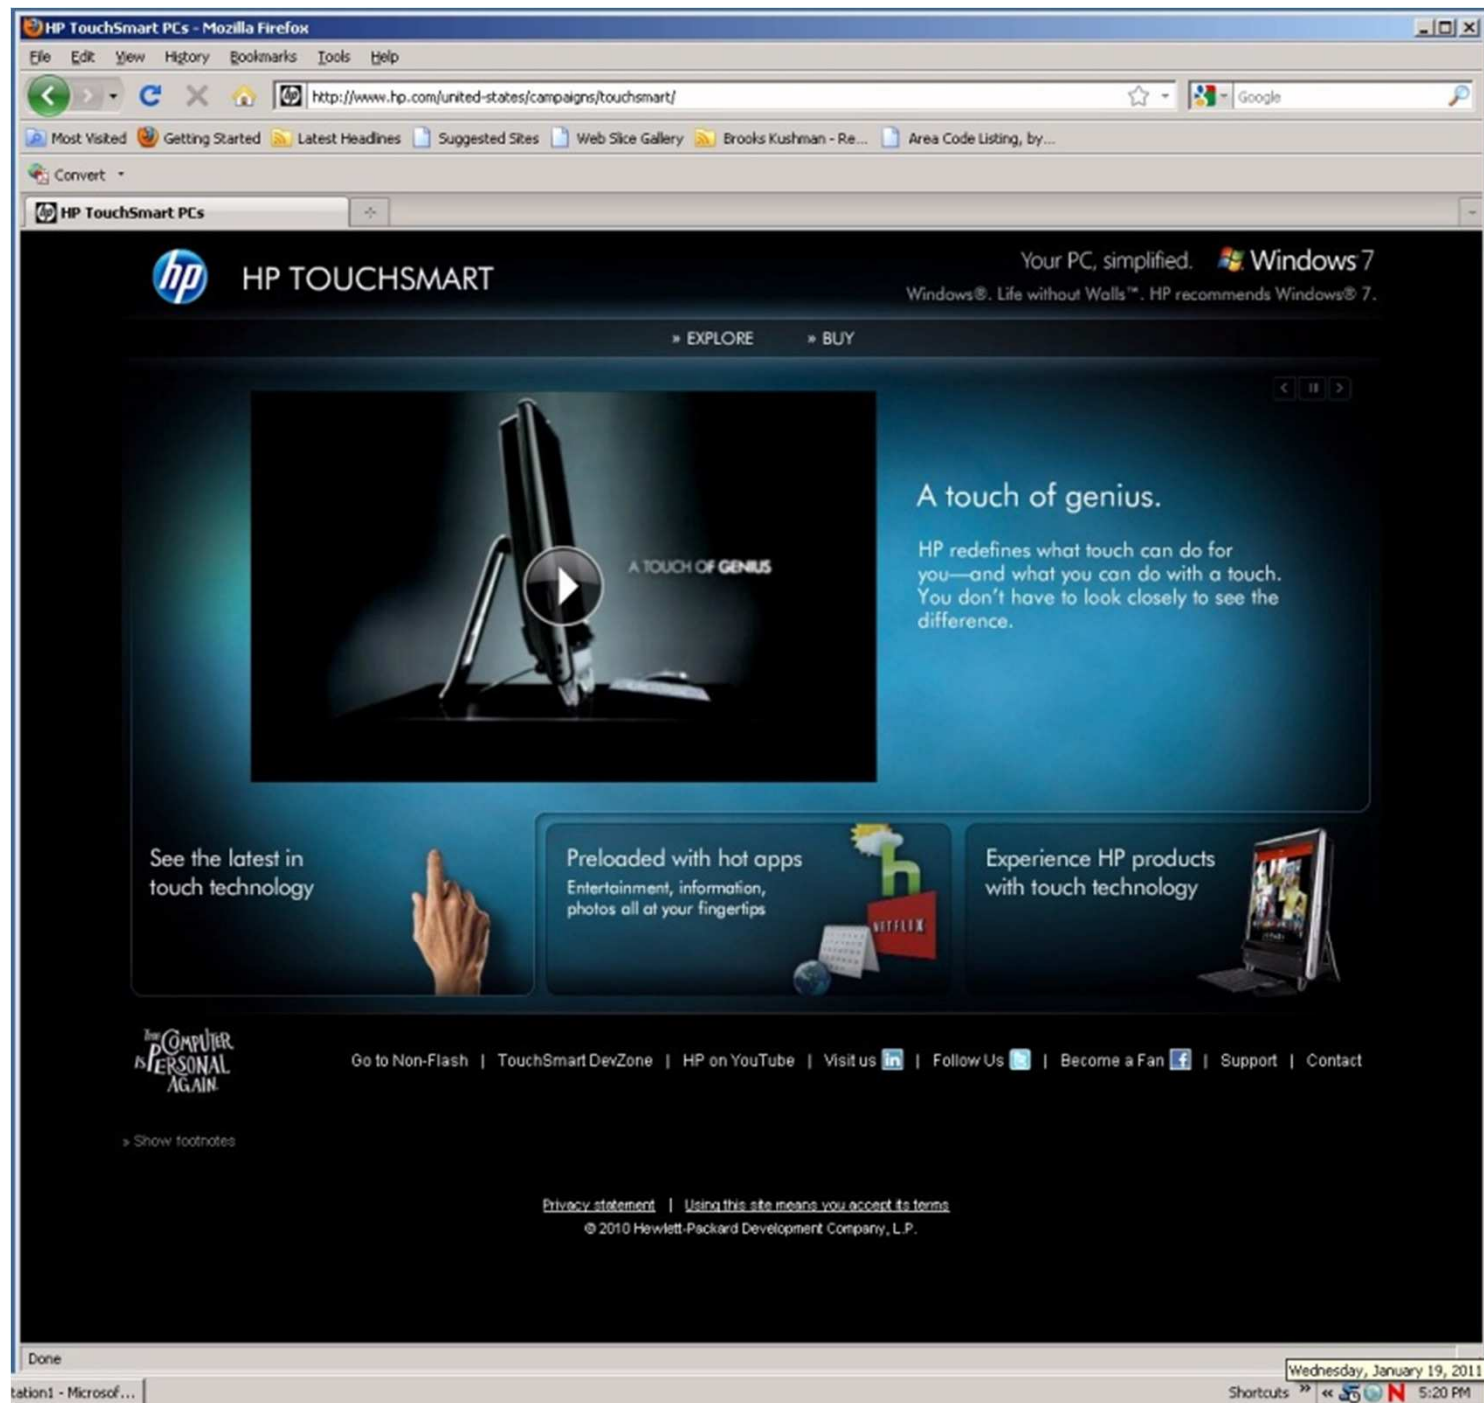 HP TouchSmart PCs - Mozilla Firefox
File Edit View History Bookmarks Tools Help
http://www.hp.com/united-states/campaigns/touchsmart/
Google
Most Visited Getting Started Latest Headlines Suggested Sites Web Slice Gallery Brooks Kushman - Re... Area Code Listing, by...
Convert
HP TouchSmart PCs
hp HP TOUCHSMART
Your PC, simplified. Windows 7
Windows®. Life without Walls™. HP recommends Windows® 7.
» EXPLORE » BUY
A TOUCH OF GENIUS
A touch of genius.
HP redefines what touch can do for
you—and what you can do with a touch.
You don't have to look closely to see the
difference.
See the latest in
touch technology
Preloaded with hot apps
Entertainment, information,
photos all at your fingertips
h
NETFLIX
Experience HP products
with touch technology
THE COMPUTER
IS PERSONAL
AGAIN.
Go to Non-Flash | TouchSmart DevZone | HP on YouTube | Visit us in | Follow Us | Become a Fan f | Support | Contact
» Show footnotes
Privacy statement | Using this site means you accept its terms
© 2010 Hewlett-Packard Development Company, L.P.
Done
Wednesday, January 19, 2011
tation1 - Microsof...
Shortcuts » « N 5:20 PM